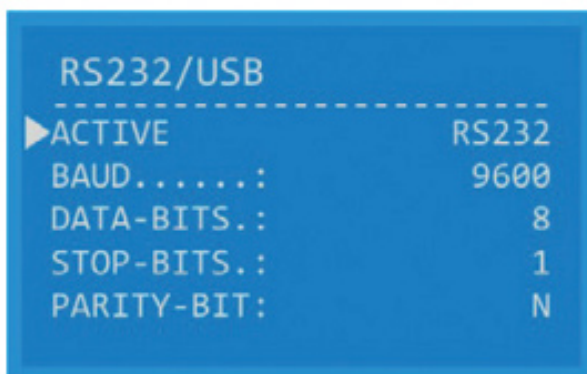 RS232/USB
---------------------------
ACTIVE RS232
BAUD......: 9600
DATA-BITS.: 8
STOP-BITS.: 1
PARITY-BIT: N